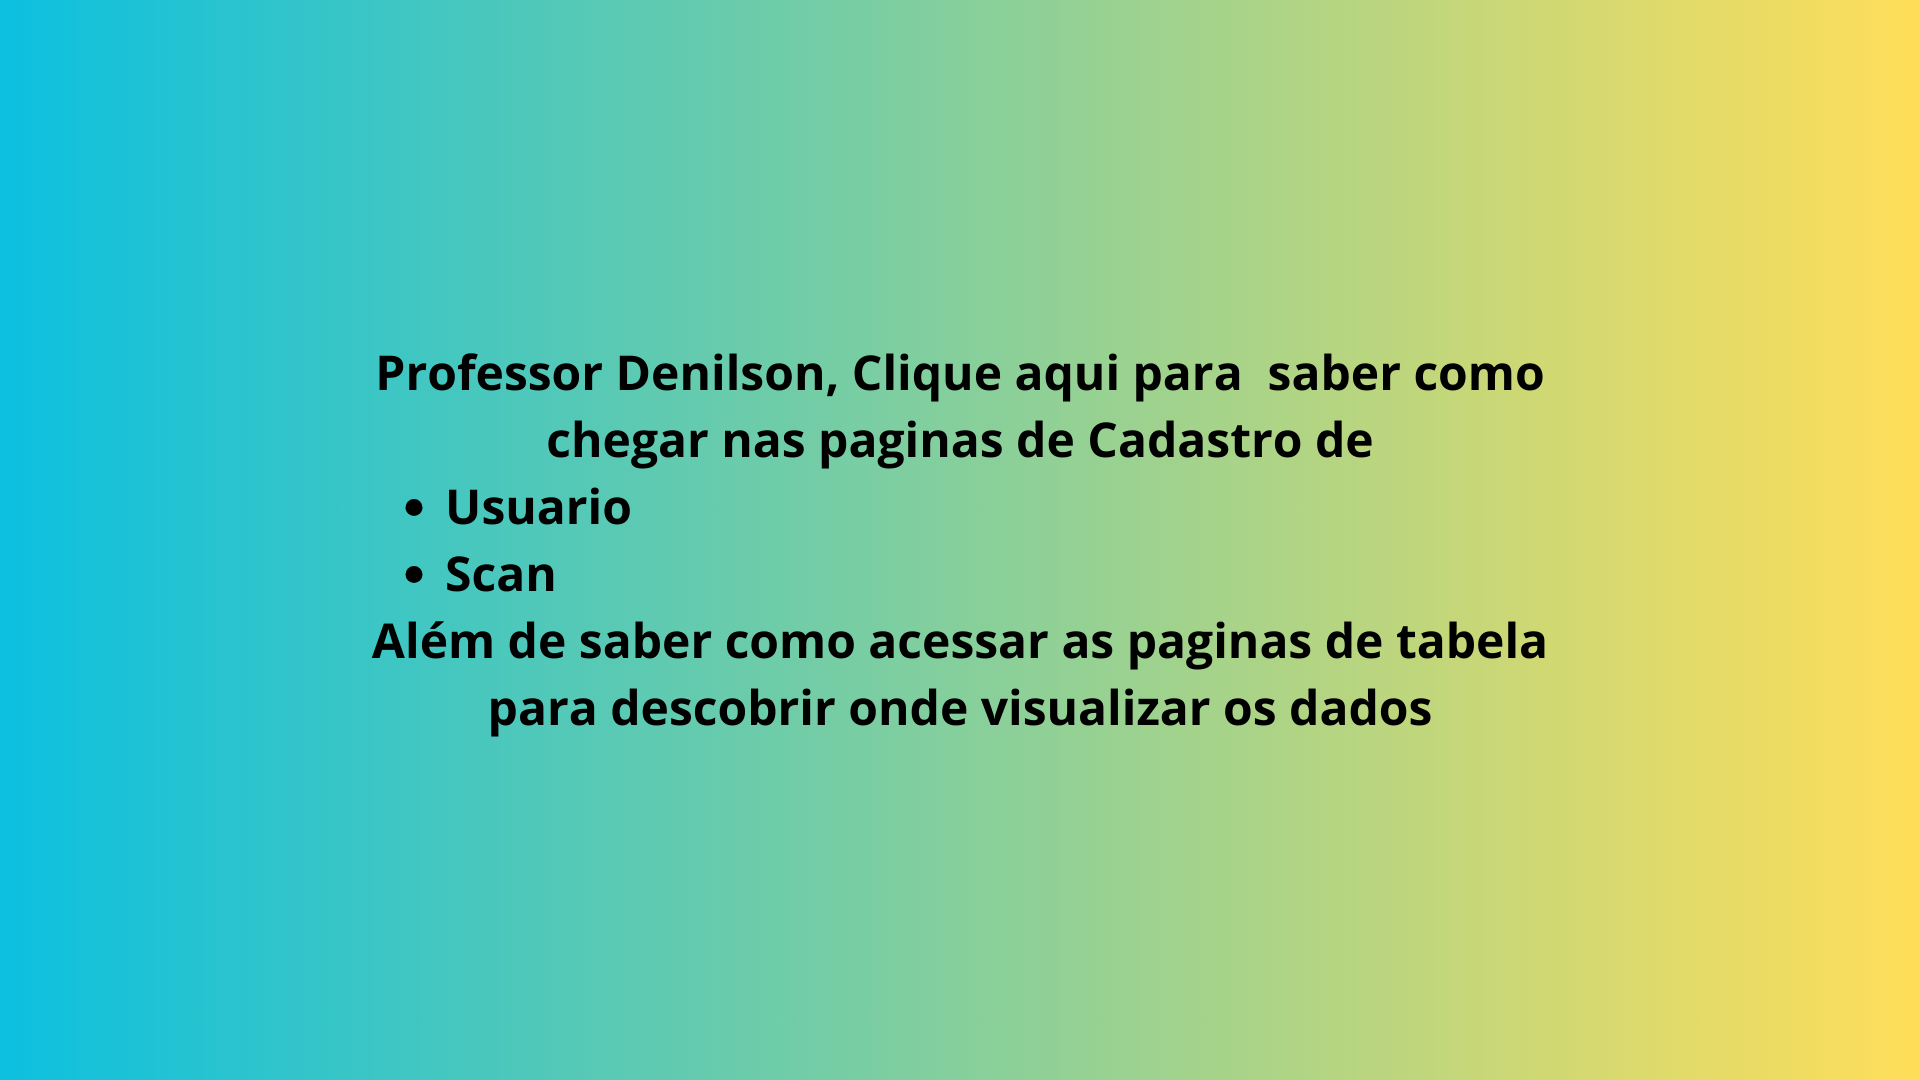 Professor Denilson, Clique aqui para  saber como
chegar nas paginas de Cadastro de
• Usuario
• Scan
Além de saber como acessar as paginas de tabela
para descobrir onde visualizar os dados